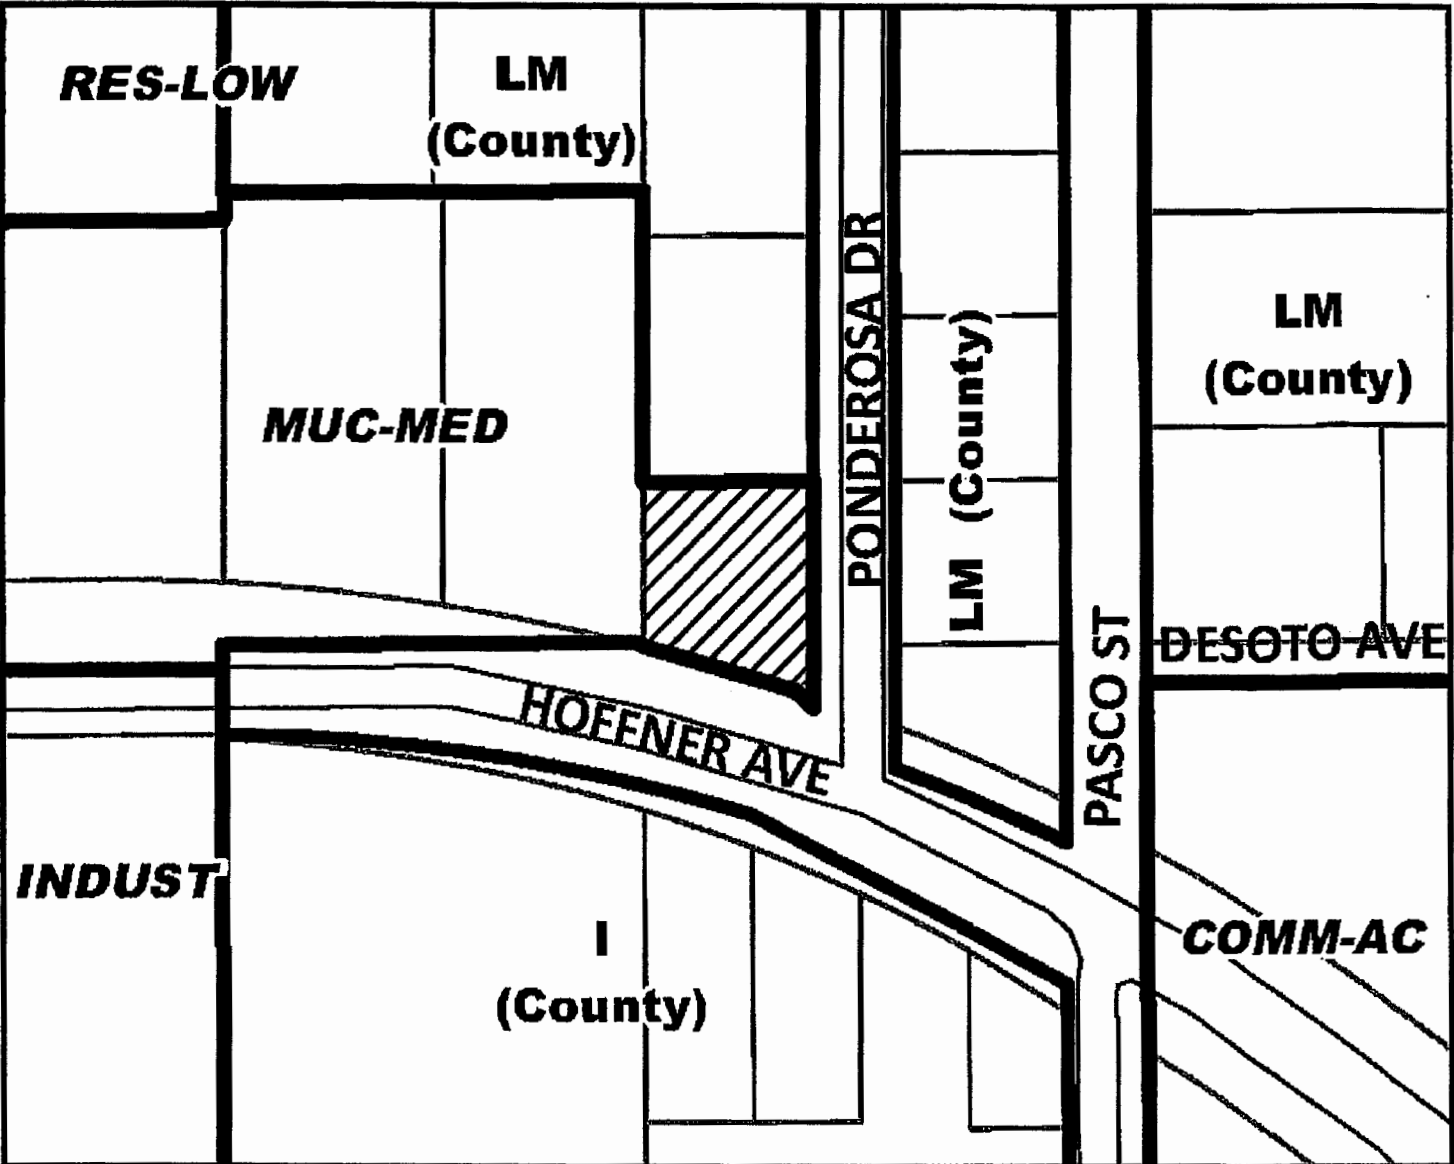 RES-LOW
LM
(County)
PONDEROSA DR
LM (County)
LM
(County)
MUC-MED
DESOTO AVE
PASCO ST
HOFFNER AVE
INDUST
I
(County)
COMM-AC